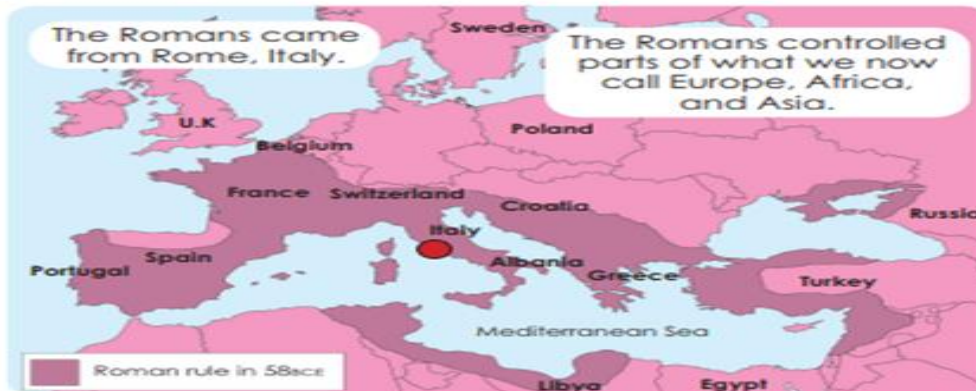 The Romans came
from Rome, Italy.
Sweden
The Romans controlled
parts of what we now
call Europe, Africa,
and Asia.
U.K
Poland
Belgium
France
Switzerland
Croatia
Russia
Italy
Portugal
Spain
Albania
Greece
Turkey
Mediterranean Sea
Roman rule in 58BCE
Libya
Egypt